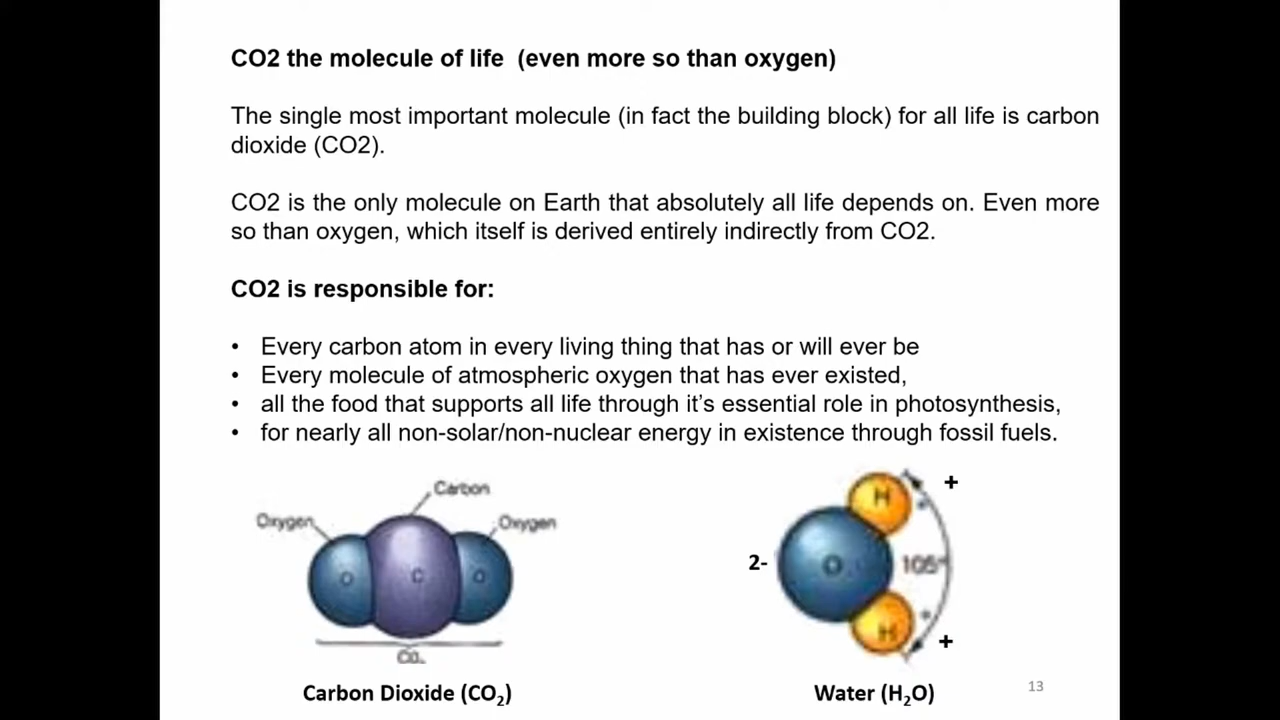 CO2 the molecule of life (even more so than oxygen)
The single most important molecule (in fact the building block) for all life is carbon
dioxide (CO2).
CO2 is the only molecule on Earth that absolutely all life depends on. Even more
so than oxygen, which itself is derived entirely indirectly from CO2.
CO2 is responsible for:
• Every carbon atom in every living thing that has or will ever be
• Every molecule of atmospheric oxygen that has ever existed,
• all the food that supports all life through it's essential role in photosynthesis,
• for nearly all non-solar/non-nuclear energy in existence through fossil fuels.
Carbon
Oxygen
Oxygen
O
C
O
CO₂
Carbon Dioxide (CO₂)
+
H
2-
O
105°
H
+
Water (H₂O)
13